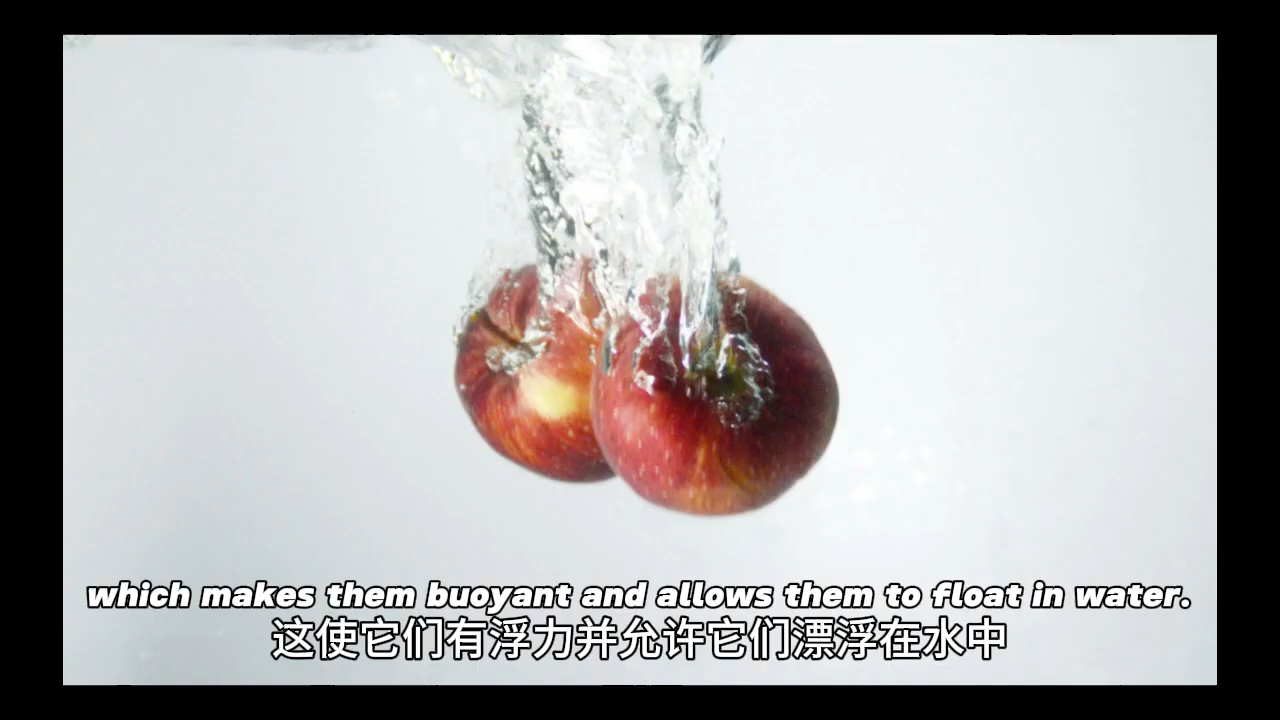 which makes them buoyant and allows them to float in water.
这使它们有浮力并允许它们漂浮在水中